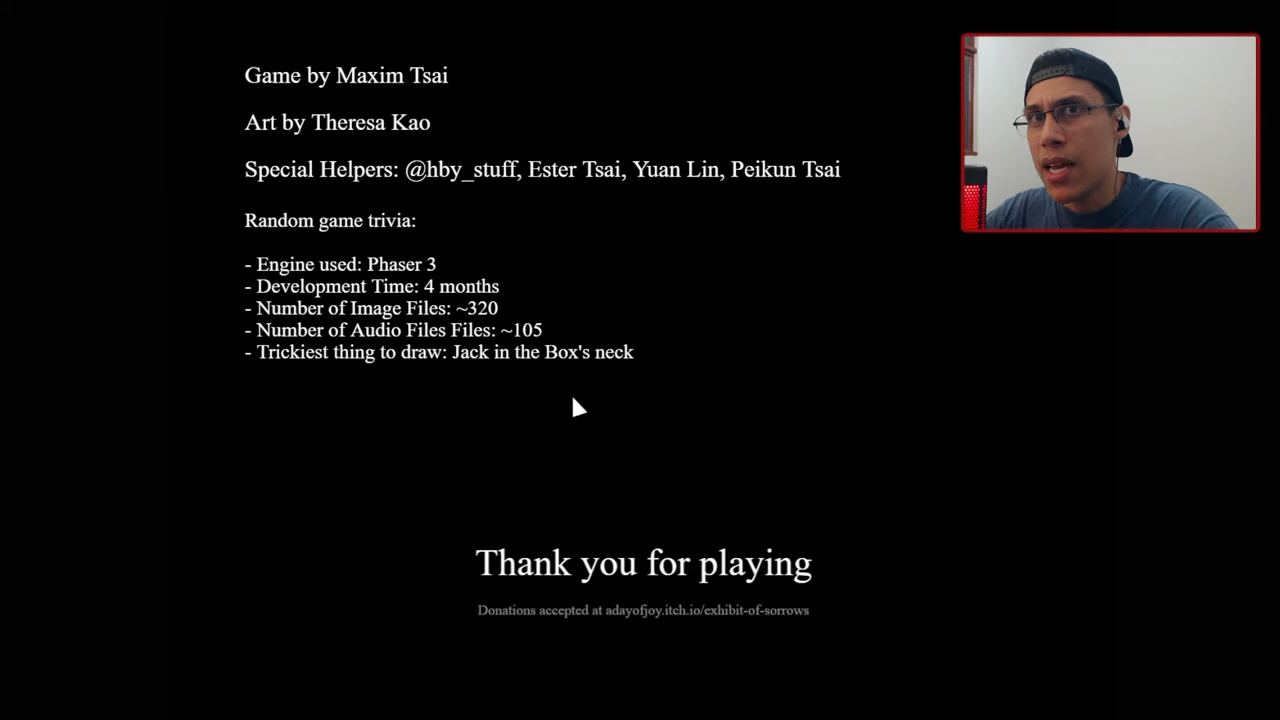 Game by Maxim Tsai
Art by Theresa Kao
Special Helpers: @hby_stuff, Ester Tsai, Yuan Lin, Peikun Tsai
Random game trivia:
- Engine used: Phaser 3
- Development Time: 4 months
- Number of Image Files: ~320
- Number of Audio Files Files: ~105
- Trickiest thing to draw: Jack in the Box's neck
Thank you for playing
Donations accepted at adayofjoy.itch.io/exhibit-of-sorrows